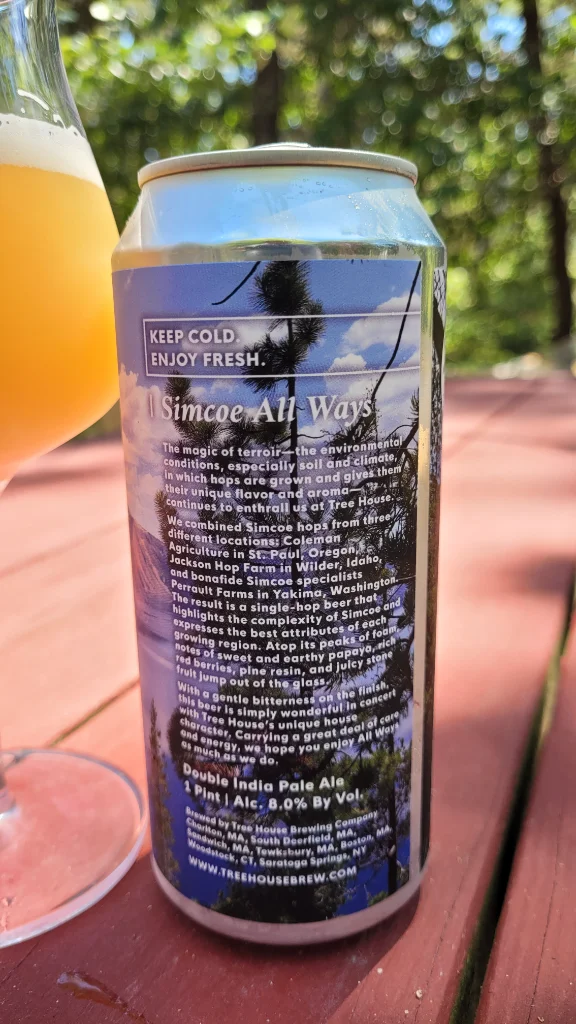 KEEP COLD.
ENJOY FRESH.
Simcoe All Ways
The magic of terroir—the environmental
conditions, especially soil and climate,
in which hops are grown and gives them
their unique flavor and aroma—
continues to enthrall us at Tree House.
We combined Simcoe hops from three
different locations: Coleman
Agriculture in St. Paul, Oregon,
Jackson Hop Farm in Wilder, Idaho,
and bonafide Simcoe specialists
Perrault Farms in Yakima, Washington.
The result is a single-hop beer that
highlights the complexity of Simcoe and
expresses the best attributes of each
growing region. Atop its peaks of foam,
notes of sweet and earthy papaya, rich
red berries, pine resin, and juicy stone
fruit jump out of the glass.
With a gentle bitterness on the finish,
this beer is simply wonderful in concert
with Tree House's unique house
character. Carrying a great deal of care
and energy, we hope you enjoy All Ways
as much as we do.
Double India Pale Ale
1 Pint | Alc. 8.0% By Vol.
Brewed by Tree House Brewing Company
Charlton, MA, South Deerfield, MA,
Sandwich, MA, Tewksbury, MA, Boston, MA,
Woodstock, CT, Saratoga Springs, NY
WWW.TREEHOUSEBREW.COM